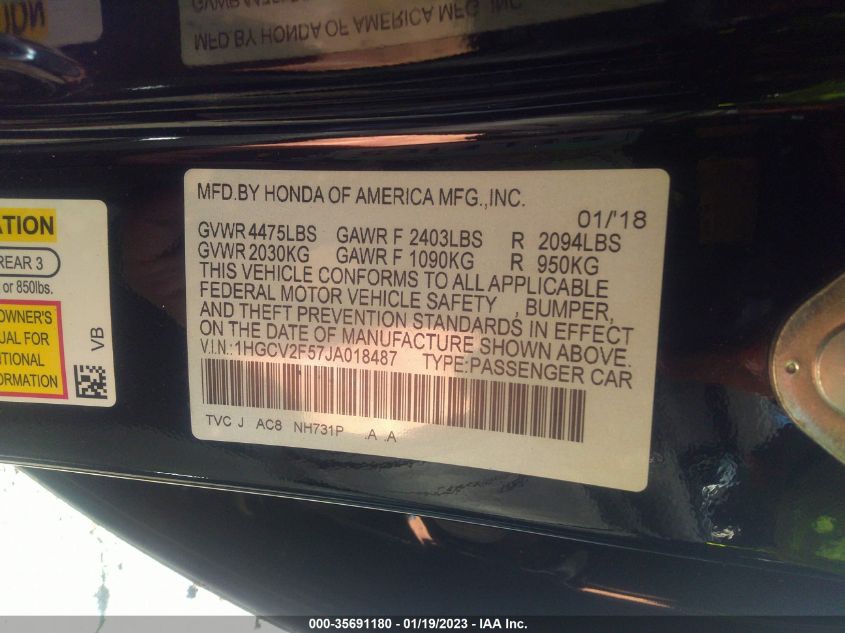 MFD.BY HONDA OF AMERICA MFG.,INC.
01/'18
GVWR 4475LBS GAWR F 2403LBS R 2094LBS
GVWR 2030KG GAWR F 1090KG R 950KG
THIS VEHICLE CONFORMS TO ALL APPLICABLE
FEDERAL MOTOR VEHICLE SAFETY , BUMPER,
AND THEFT PREVENTION STANDARDS IN EFFECT
ON THE DATE OF MANUFACTURE SHOWN ABOVE.
V.I.N.:1HGCV2F57JA018487 TYPE:PASSENGER CAR
TVC J AC8 NH731P .A .A
ATION
REAR 3
or 850lbs.
OWNER'S
UAL FOR
ITIONAL
FORMATION
VB
MFD BY HONDA OF AMERICA MFG., INC
000-35691180 - 01/19/2023 - IAA Inc.